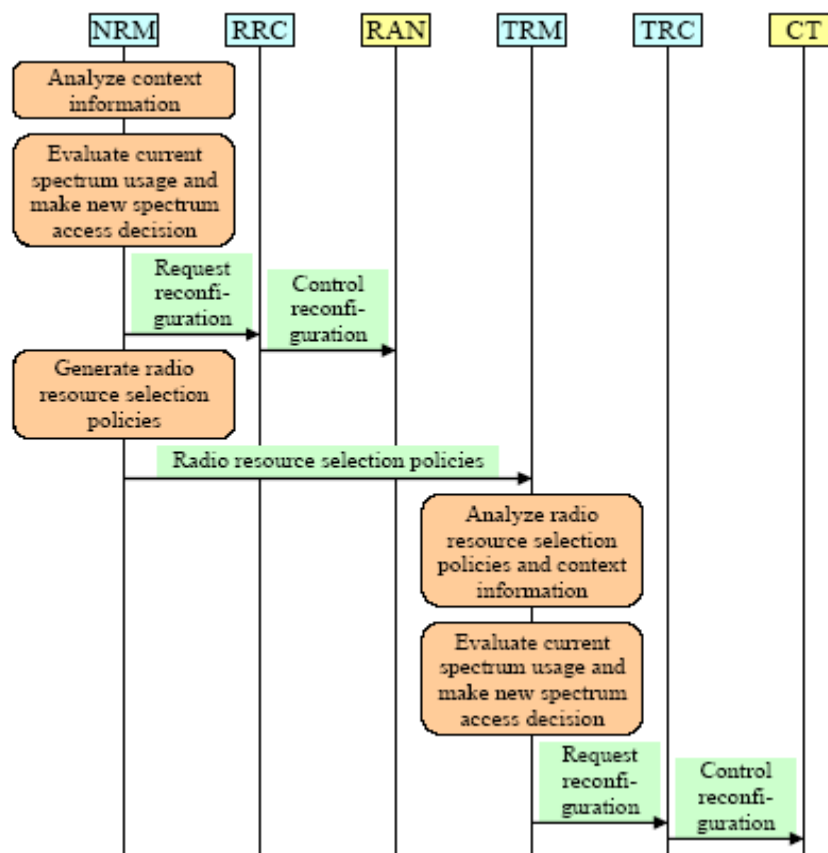 NRM RRC RAN TRM TRC CT
Analyze context
information
Evaluate current
spectrum usage and
make new spectrum
access decision
Request
reconfi-
guration
Control
reconfi-
guration
Generate radio
resource selection
policies
Radio resource selection policies
Analyze radio
resource selection
policies and context
information
Evaluate current
spectrum usage and
make new spectrum
access decision
Request
reconfi-
guration
Control
reconfi-
guration